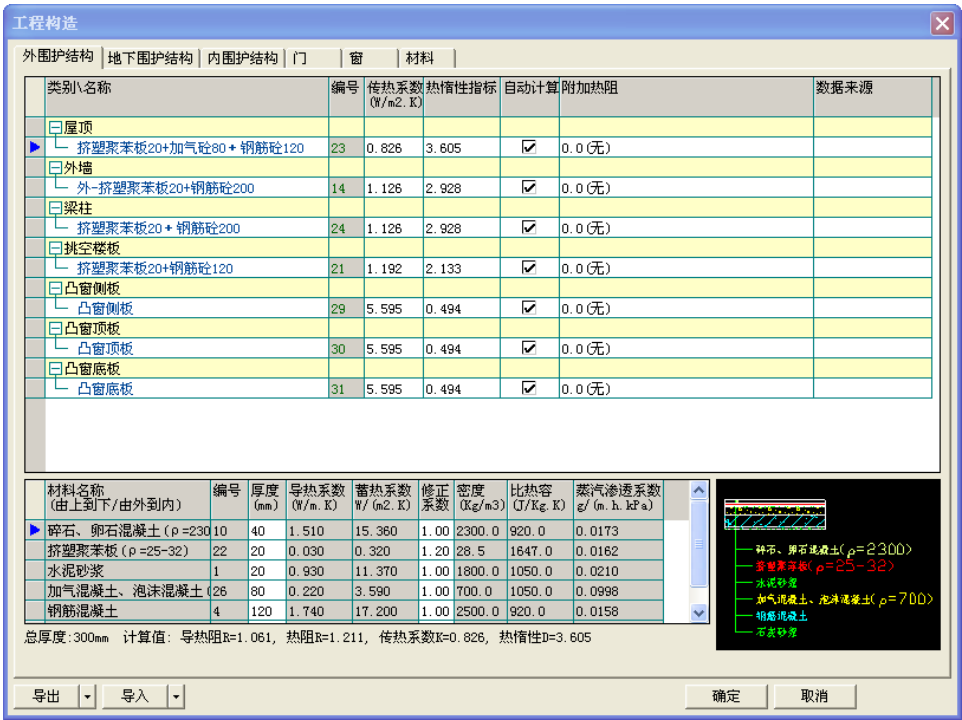 工程构造
外围护结构 地下围护结构 内围护结构 门 窗 材料
类别\名称 编号 传热系数 (W/m2.K) 热惰性指标 自动计算 附加热阻 数据来源
屋顶
挤塑聚苯板20+加气砼80+钢筋砼120 23 0.826 3.605 0.0(无)
外墙
外-挤塑聚苯板20+钢筋砼200 14 1.126 2.928 0.0(无)
梁柱
挤塑聚苯板20+钢筋砼200 24 1.126 2.928 0.0(无)
挑空楼板
挤塑聚苯板20+钢筋砼120 21 1.192 2.133 0.0(无)
凸窗侧板
凸窗侧板 29 5.595 0.494 0.0(无)
凸窗顶板
凸窗顶板 30 5.595 0.494 0.0(无)
凸窗底板
凸窗底板 31 5.595 0.494 0.0(无)
材料名称 编号 厚度 导热系数 蓄热系数 修正 密度 比热容 蒸汽渗透系数
(由上到下/由外到内) (mm) (W/m.K) W/(m2.K) 系数 (Kg/m3) (J/Kg.K) g/(m.h.kPa)
碎石、卵石混凝土(ρ=230 10 40 1.510 15.360 1.00 2300.0 920.0 0.0173
挤塑聚苯板(ρ=25-32) 22 20 0.030 0.320 1.20 28.5 1647.0 0.0162
水泥砂浆 1 20 0.930 11.370 1.00 1800.0 1050.0 0.0210
加气混凝土、泡沫混凝土( 26 80 0.220 3.590 1.00 700.0 1050.0 0.0998
钢筋混凝土 4 120 1.740 17.200 1.00 2500.0 920.0 0.0158
碎石、卵石混凝土(ρ=2300)
挤塑聚苯板(ρ=25-32)
水泥砂浆
加气混凝土、泡沫混凝土(ρ=700)
钢筋混凝土
石灰砂浆
总厚度:300mm 计算值: 导热阻R=1.061, 热阻R=1.211, 传热系数K=0.826, 热惰性D=3.605
导出 导入 确定 取消